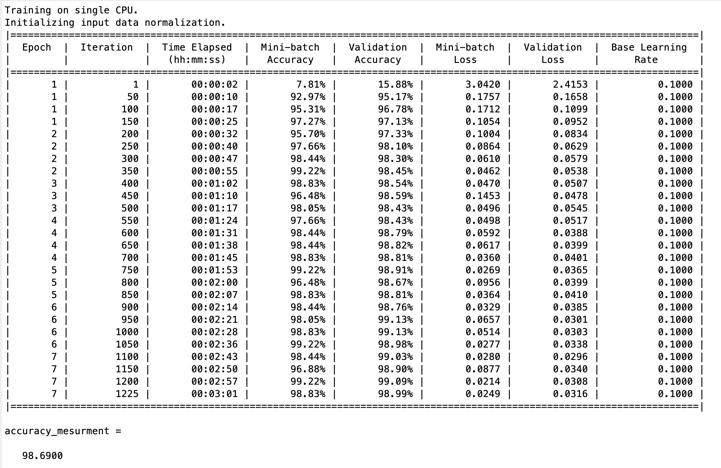 Training on single CPU.
Initializing input data normalization.
|======================================================================================================================|
| Epoch | Iteration | Time Elapsed | Mini-batch | Validation | Mini-batch | Validation | Base Learning |
| | | (hh:mm:ss) | Accuracy | Accuracy | Loss | Loss | Rate |
|======================================================================================================================|
| 1 | 1 | 00:00:02 | 7.81% | 15.88% | 3.0420 | 2.4153 | 0.1000 |
| 1 | 50 | 00:00:10 | 92.97% | 95.17% | 0.1757 | 0.1658 | 0.1000 |
| 1 | 100 | 00:00:17 | 95.31% | 96.78% | 0.1712 | 0.1099 | 0.1000 |
| 1 | 150 | 00:00:25 | 97.27% | 97.13% | 0.1054 | 0.0952 | 0.1000 |
| 2 | 200 | 00:00:32 | 95.70% | 97.33% | 0.1004 | 0.0834 | 0.1000 |
| 2 | 250 | 00:00:40 | 97.66% | 98.10% | 0.0864 | 0.0629 | 0.1000 |
| 2 | 300 | 00:00:47 | 98.44% | 98.30% | 0.0610 | 0.0579 | 0.1000 |
| 2 | 350 | 00:00:55 | 99.22% | 98.45% | 0.0462 | 0.0538 | 0.1000 |
| 3 | 400 | 00:01:02 | 98.83% | 98.54% | 0.0470 | 0.0507 | 0.1000 |
| 3 | 450 | 00:01:10 | 96.48% | 98.59% | 0.1453 | 0.0478 | 0.1000 |
| 3 | 500 | 00:01:17 | 98.05% | 98.43% | 0.0496 | 0.0545 | 0.1000 |
| 4 | 550 | 00:01:24 | 97.66% | 98.43% | 0.0498 | 0.0517 | 0.1000 |
| 4 | 600 | 00:01:31 | 98.44% | 98.79% | 0.0592 | 0.0388 | 0.1000 |
| 4 | 650 | 00:01:38 | 98.44% | 98.82% | 0.0617 | 0.0399 | 0.1000 |
| 4 | 700 | 00:01:45 | 98.83% | 98.81% | 0.0360 | 0.0401 | 0.1000 |
| 5 | 750 | 00:01:53 | 99.22% | 98.91% | 0.0269 | 0.0365 | 0.1000 |
| 5 | 800 | 00:02:00 | 96.48% | 98.67% | 0.0956 | 0.0399 | 0.1000 |
| 5 | 850 | 00:02:07 | 98.83% | 98.81% | 0.0364 | 0.0410 | 0.1000 |
| 6 | 900 | 00:02:14 | 98.44% | 98.76% | 0.0329 | 0.0385 | 0.1000 |
| 6 | 950 | 00:02:21 | 98.05% | 99.13% | 0.0657 | 0.0301 | 0.1000 |
| 6 | 1000 | 00:02:28 | 98.83% | 99.13% | 0.0514 | 0.0303 | 0.1000 |
| 6 | 1050 | 00:02:36 | 99.22% | 98.98% | 0.0277 | 0.0338 | 0.1000 |
| 7 | 1100 | 00:02:43 | 98.44% | 99.03% | 0.0280 | 0.0296 | 0.1000 |
| 7 | 1150 | 00:02:50 | 96.88% | 98.90% | 0.0877 | 0.0340 | 0.1000 |
| 7 | 1200 | 00:02:57 | 99.22% | 99.09% | 0.0214 | 0.0308 | 0.1000 |
| 7 | 1225 | 00:03:01 | 98.83% | 98.99% | 0.0249 | 0.0316 | 0.1000 |
|======================================================================================================================|
accuracy_mesurment =
98.6900